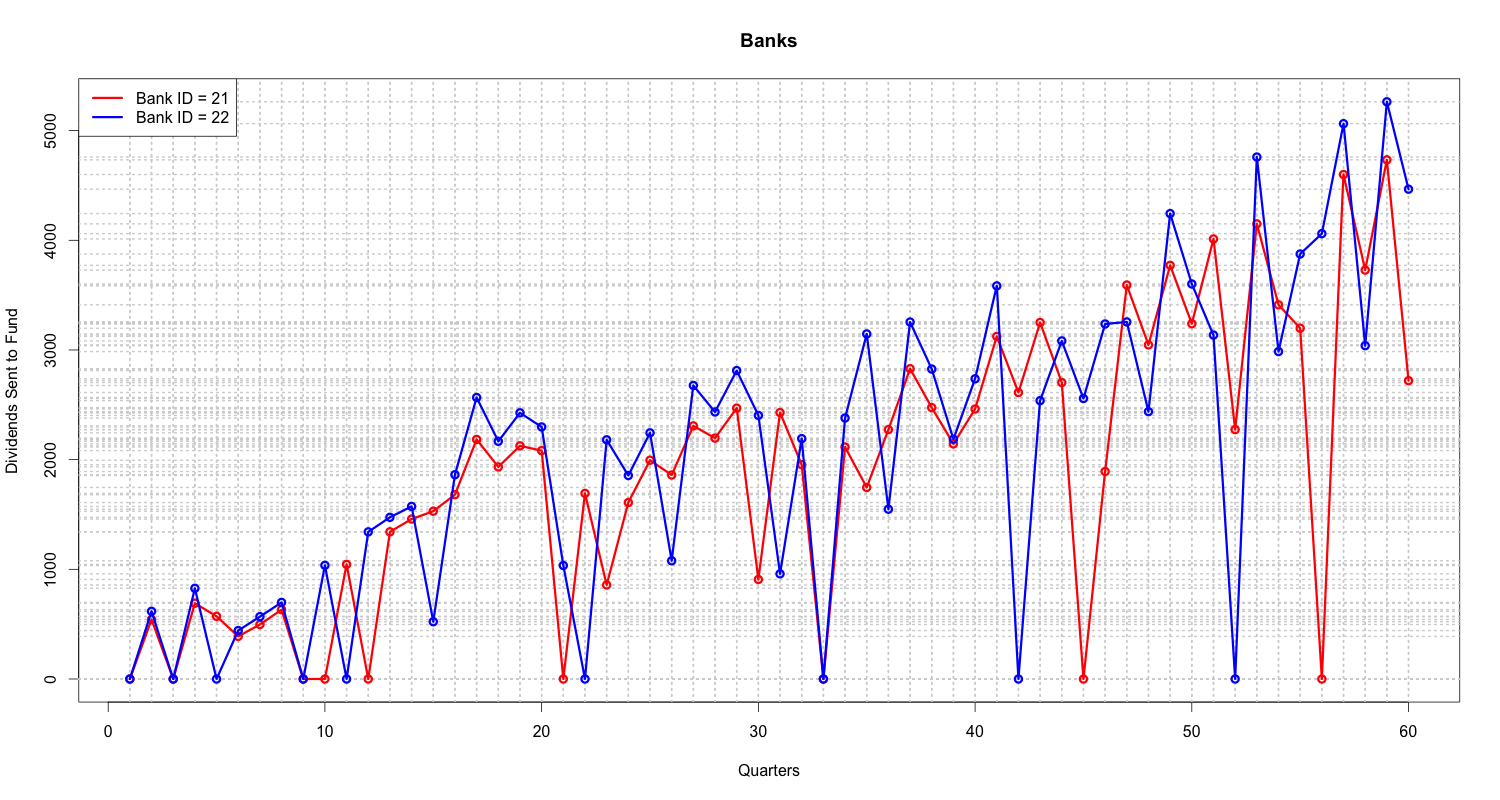 Banks
Bank ID = 21
Bank ID = 22
Dividends Sent to Fund
5000
4000
3000
2000
1000
0
0 10 20 30 40 50 60
Quarters